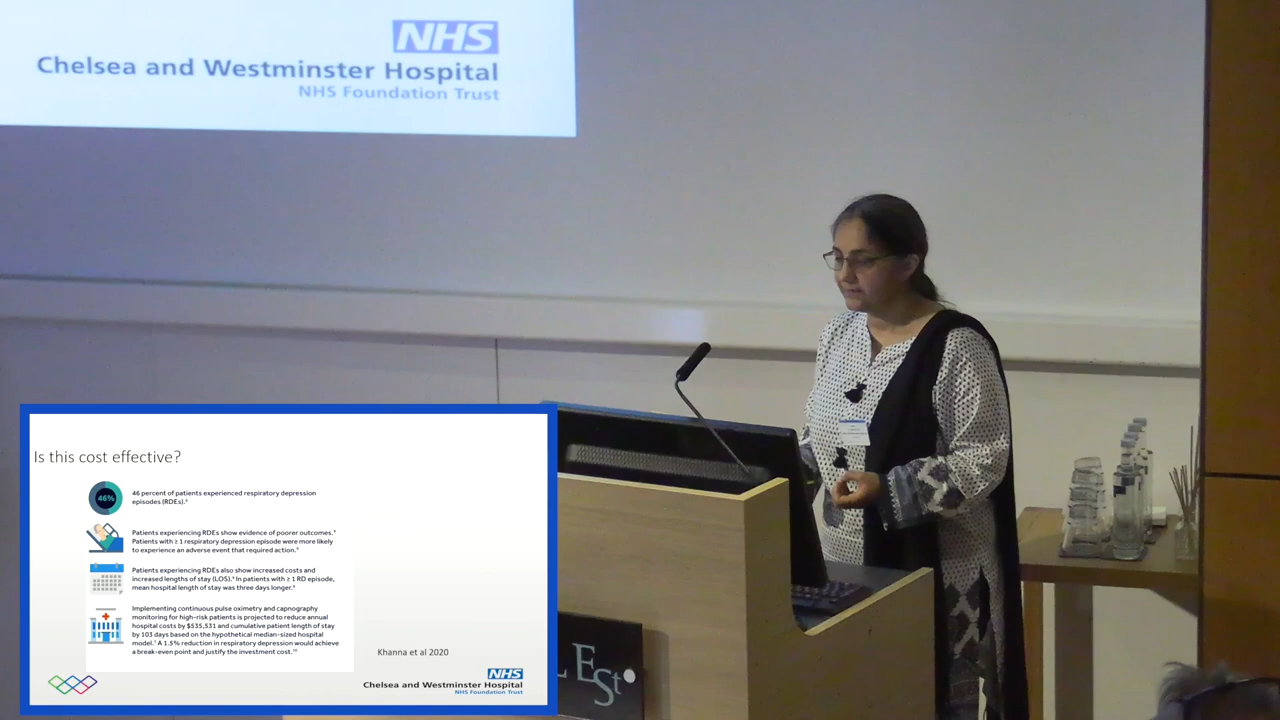 NHS
Chelsea and Westminster Hospital
NHS Foundation Trust
Is this cost effective?
46%
46 percent of patients experienced respiratory depression
episodes (RDEs).
Patients experiencing RDEs show evidence of poorer outcomes.
Patients with ≥ 1 respiratory depression episode were more likely
to experience an adverse event that required action.
Patients experiencing RDEs also show increased costs and
increased lengths of stay (LOS). In patients with ≥ 1 RD episode,
mean hospital length of stay was three days longer.
Implementing continuous pulse oximetry and capnography
monitoring for high-risk patients is projected to reduce annual
hospital costs by $535,531 and cumulative patient length of stay
by 103 days based on the hypothetical median-sized hospital
model. A 1.5% reduction in respiratory depression would achieve
a break-even point and justify the investment cost.
Khanna et al 2020
NHS
Chelsea and Westminster Hospital
NHS Foundation Trust
L ESt